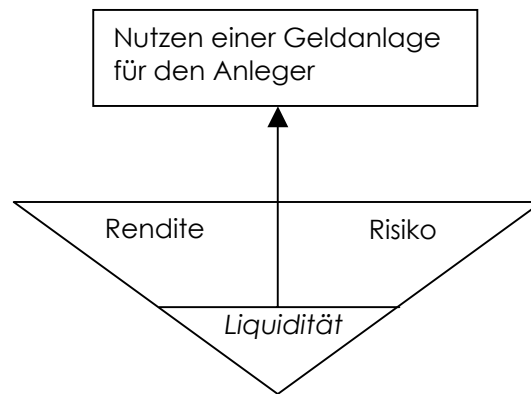 Nutzen einer Geldanlage
für den Anleger
Rendite Risiko
Liquidität